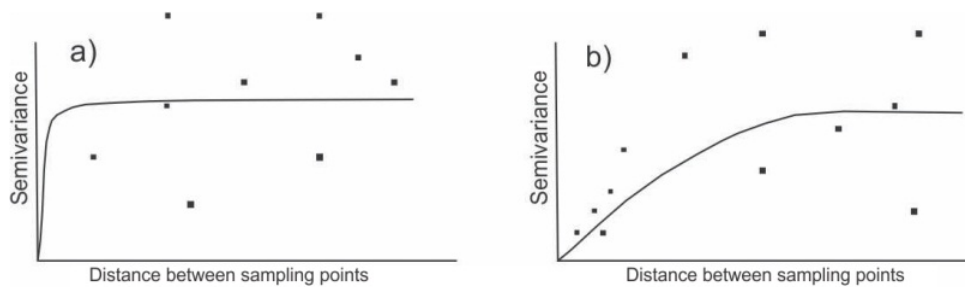 a)
Semivariance
Distance between sampling points
b)
Semivariance
Distance between sampling points